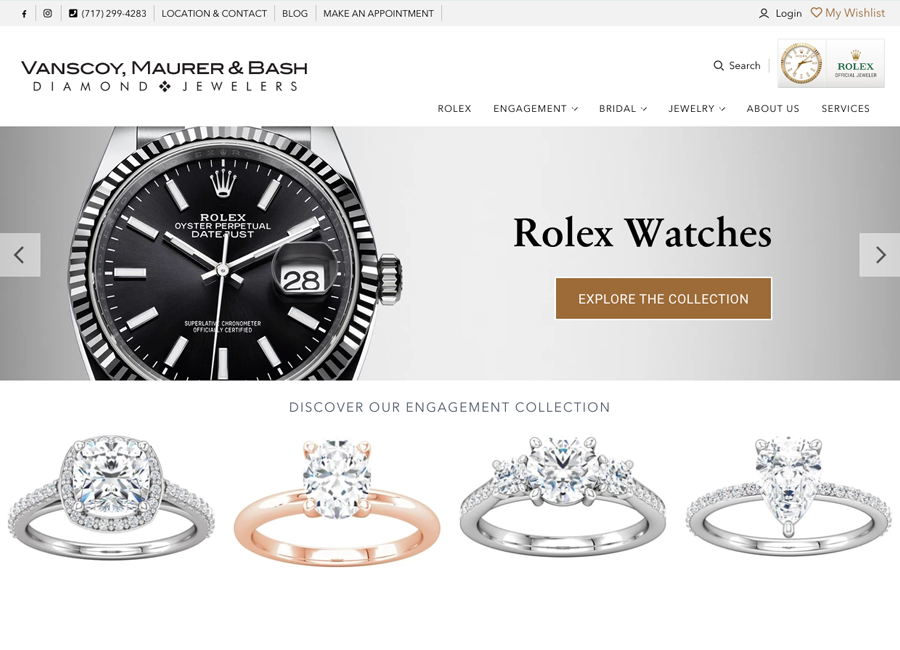 (717) 299-4283
LOCATION & CONTACT
BLOG
MAKE AN APPOINTMENT
Login
My Wishlist
VANSCOY, MAURER & BASH
DIAMOND JEWELERS
Search
ROLEX
OFFICIAL JEWELER
ROLEX
ENGAGEMENT
BRIDAL
JEWELRY
ABOUT US
SERVICES
ROLEX
OYSTER PERPETUAL
DATEJUST
28
SUPERLATIVE CHRONOMETER
OFFICIALLY CERTIFIED
Rolex Watches
EXPLORE THE COLLECTION
DISCOVER OUR ENGAGEMENT COLLECTION